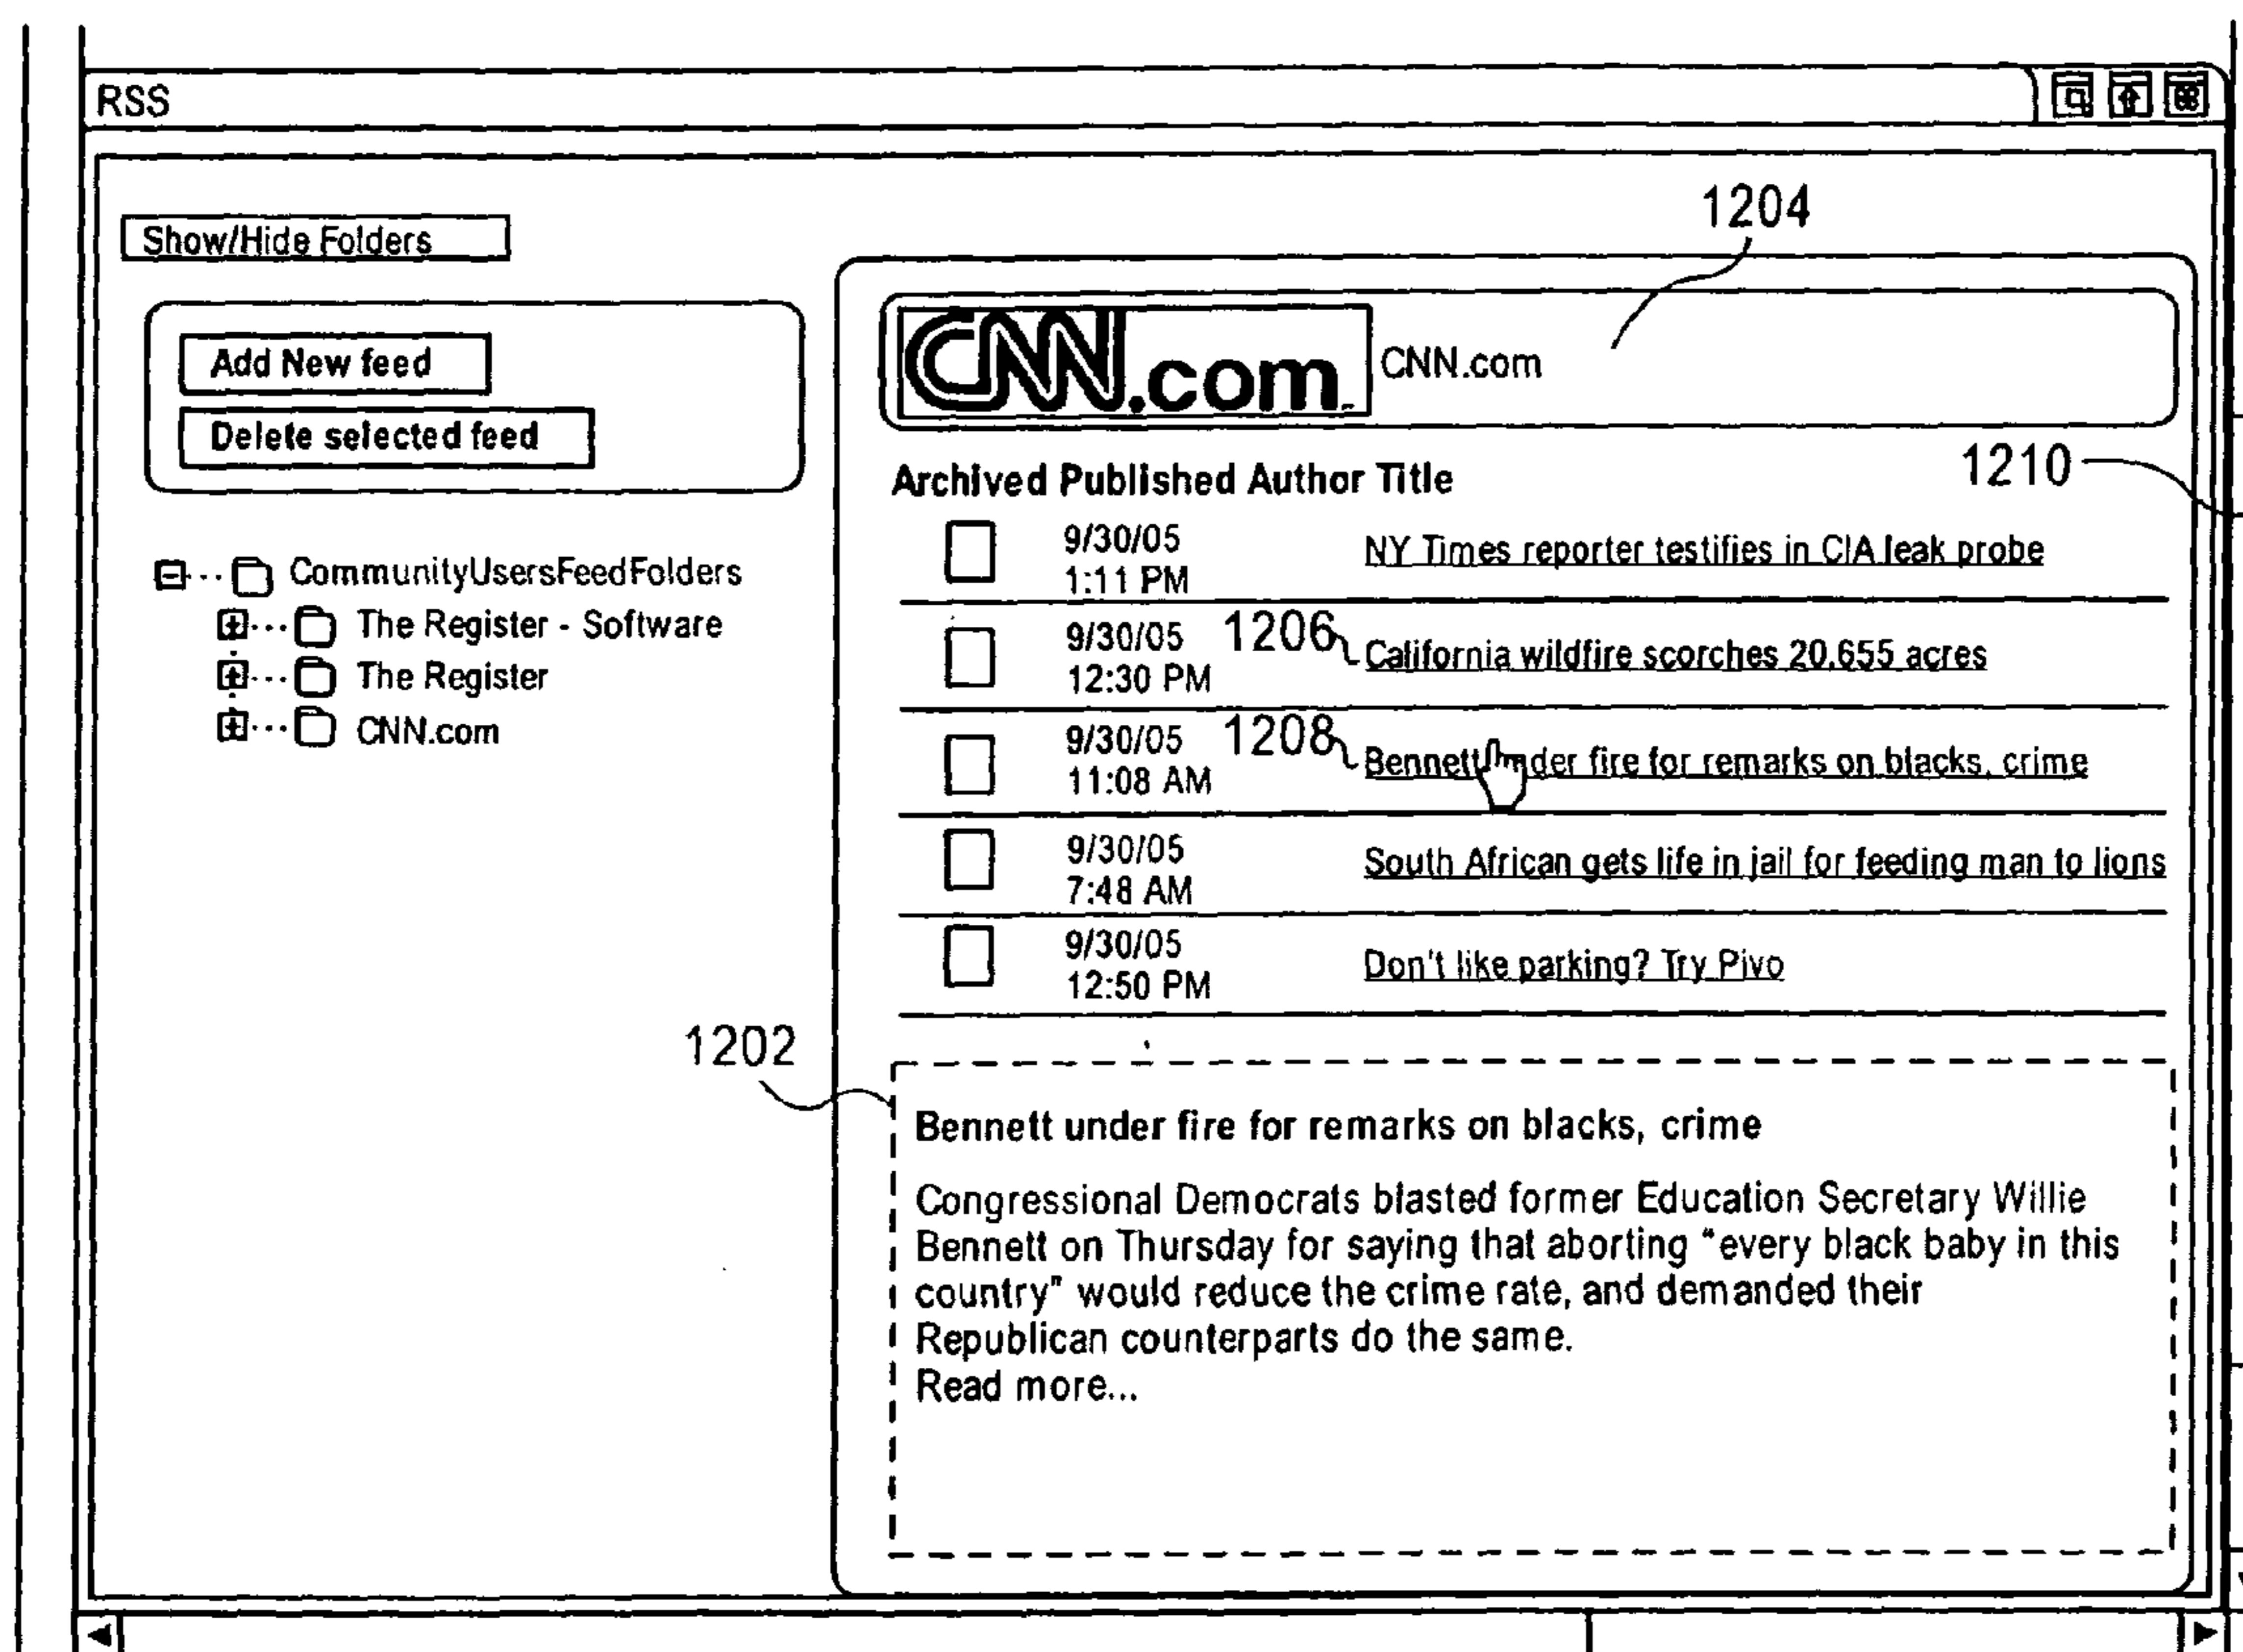 RSS
Show/Hide Folders
Add New feed
Delete selected feed
CommunityUsersFeedFolders
The Register - Software
The Register
CNN.com
1204
CNN.com CNN.com
1210
Archived Published Author Title
9/30/05
1:11 PM
NY Times reporter testifies in CIA leak probe
9/30/05
12:30 PM
1206
California wildfire scorches 20,655 acres
9/30/05
11:08 AM
1208
Bennett under fire for remarks on blacks, crime
9/30/05
7:48 AM
South African gets life in jail for feeding man to lions
9/30/05
12:50 PM
Don't like parking? Try Pivo
1202
Bennett under fire for remarks on blacks, crime
Congressional Democrats blasted former Education Secretary Willie
Bennett on Thursday for saying that aborting "every black baby in this
country" would reduce the crime rate, and demanded their
Republican counterparts do the same.
Read more...